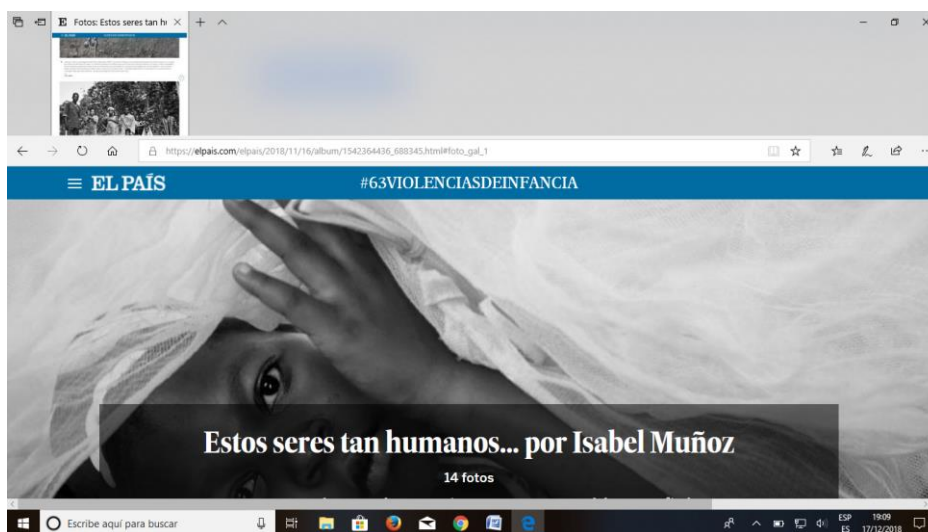 E Fotos: Estos seres tan hu
https://elpais.com/elpais/2018/11/16/album/1542364436_688345.html#foto_gal_1
EL PAÍS
#63VIOLENCIASDEINFANCIA
Estos seres tan humanos... por Isabel Muñoz
14 fotos
Escribe aquí para buscar
ESP
ES
19:09
17/12/2018